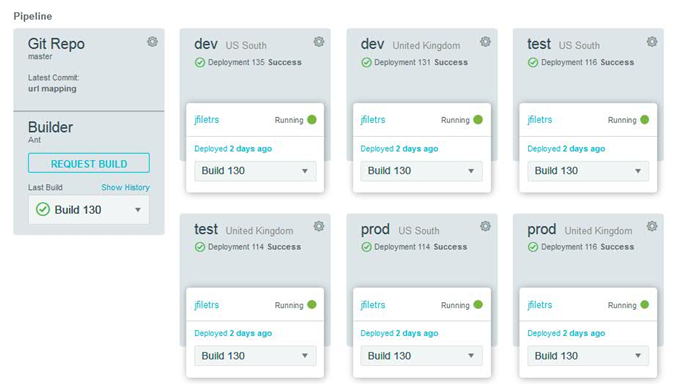 Pipeline
Git Repo
master
Latest Commit:
url mapping
Builder
Ant
REQUEST BUILD
Last Build Show History
Build 130
dev US South
Deployment 135 Success
jfiletrs Running
Deployed 2 days ago
Build 130
dev United Kingdom
Deployment 131 Success
jfiletrs Running
Deployed 2 days ago
Build 130
test US South
Deployment 116 Success
jfiletrs Running
Deployed 2 days ago
Build 130
test United Kingdom
Deployment 114 Success
jfiletrs Running
Deployed 2 days ago
Build 130
prod US South
Deployment 114 Success
jfiletrs Running
Deployed 2 days ago
Build 130
prod United Kingdom
Deployment 116 Success
jfiletrs Running
Deployed 2 days ago
Build 130